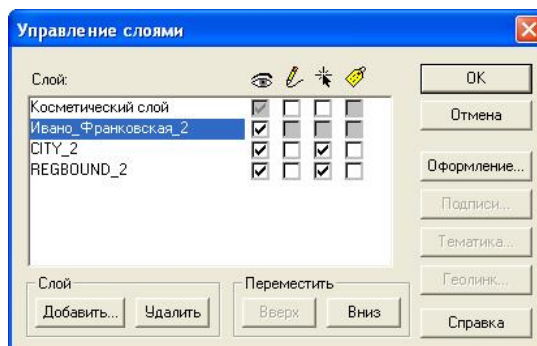 Управление слоями
Слой:
OK
Косметический слой
Ивано_Франковская_2
CITY_2
REGBOUND_2
Отмена
Оформление...
Подписи...
Тематика...
Геолинк...
Слой
Добавить...
Удалить
Переместить
Вверх
Вниз
Справка